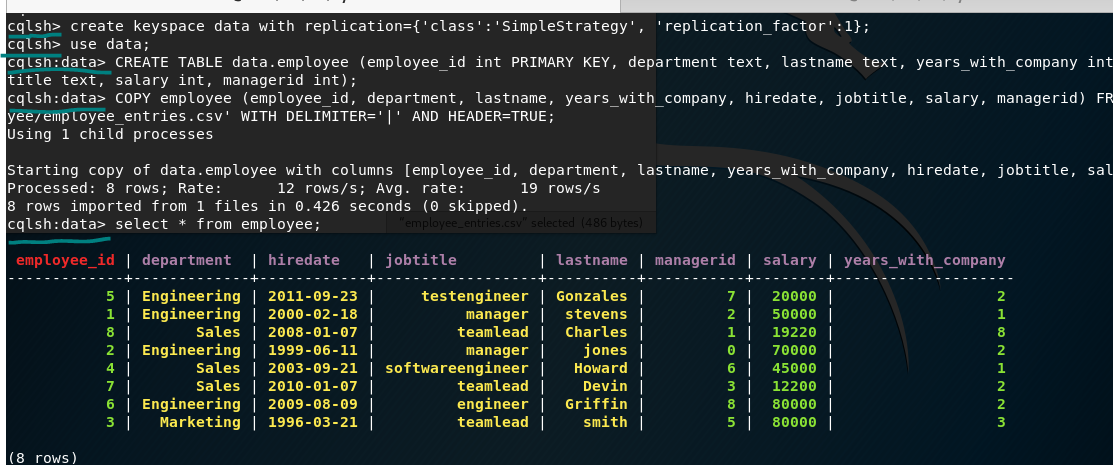 cqlsh> create keyspace data with replication={'class':'SimpleStrategy', 'replication_factor':1};
cqlsh> use data;
cqlsh:data> CREATE TABLE data.employee (employee_id int PRIMARY KEY, department text, lastname text, years_with_company int
title text, salary int, managerid int);
cqlsh:data> COPY employee (employee_id, department, lastname, years_with_company, hiredate, jobtitle, salary, managerid) FR
yee/employee_entries.csv' WITH DELIMITER='|' AND HEADER=TRUE;
Using 1 child processes
Starting copy of data.employee with columns [employee_id, department, lastname, years_with_company, hiredate, jobtitle, sal
Processed: 8 rows; Rate:      12 rows/s; Avg. rate:      19 rows/s
8 rows imported from 1 files in 0.426 seconds (0 skipped).
cqlsh:data> select * from employee;
"employee_entries.csv" selected (486 bytes)
employee_id | department  | hiredate   | jobtitle         | lastname | managerid | salary | years_with_company
-------------+-------------+------------+------------------+----------+-----------+--------+--------------------
5 | Engineering | 2011-09-23 |     testengineer | Gonzales |         7 |  20000 |                  2
1 | Engineering | 2000-02-18 |          manager |  stevens |         2 |  50000 |                  1
8 |       Sales | 2008-01-07 |         teamlead |  Charles |         1 |  19220 |                  8
2 | Engineering | 1999-06-11 |          manager |    jones |         0 |  70000 |                  2
4 |       Sales | 2003-09-21 | softwareengineer |   Howard |         6 |  45000 |                  1
7 |       Sales | 2010-01-07 |         teamlead |    Devin |         3 |  12200 |                  2
6 | Engineering | 2009-08-09 |         engineer |  Griffin |         8 |  80000 |                  2
3 |   Marketing | 1996-03-21 |         teamlead |    smith |         5 |  80000 |                  3
(8 rows)